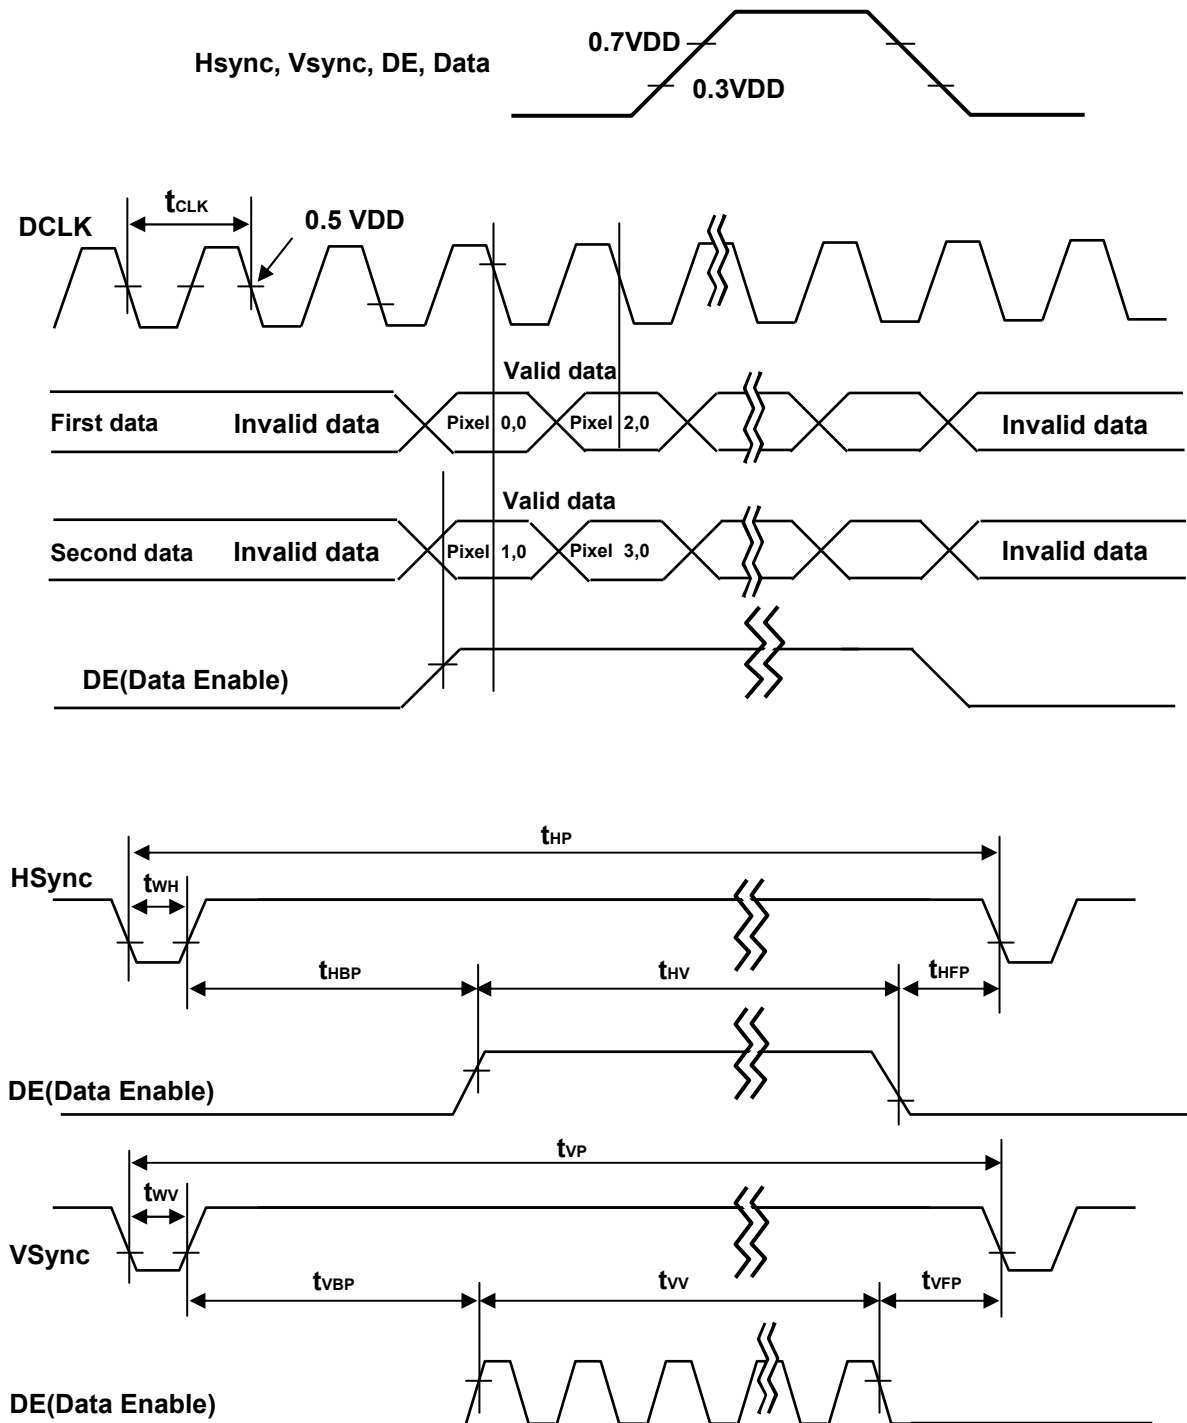 0.7VDD
Hsync, Vsync, DE, Data
0.3VDD
tCLK
DCLK
0.5 VDD
Valid data
First data Invalid data Pixel 0,0 Pixel 2,0 Invalid data
Valid data
Second data Invalid data Pixel 1,0 Pixel 3,0 Invalid data
DE(Data Enable)
tHP
HSync
tWH
tHBP tHV tHFP
DE(Data Enable)
tVP
tWV
VSync
tVBP tVV tVFP
DE(Data Enable)